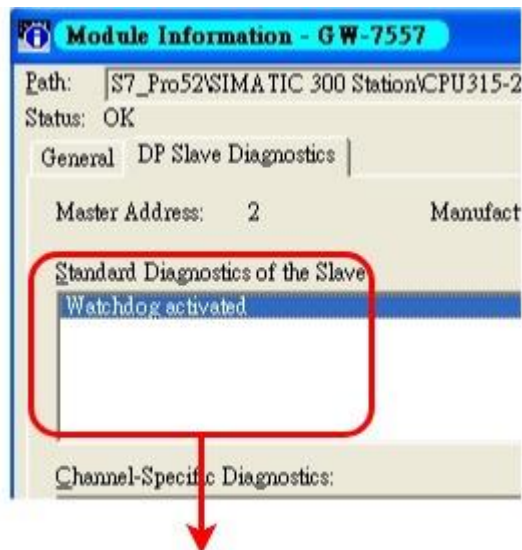 Module Information - GW-7557
Path: S7_Pro52\SIMATIC 300 Station\CPU315-2
Status: OK
General DP Slave Diagnostics
Master Address: 2 Manufact
Standard Diagnostics of the Slave
Watchdog activated
Channel-Specific Diagnostics: